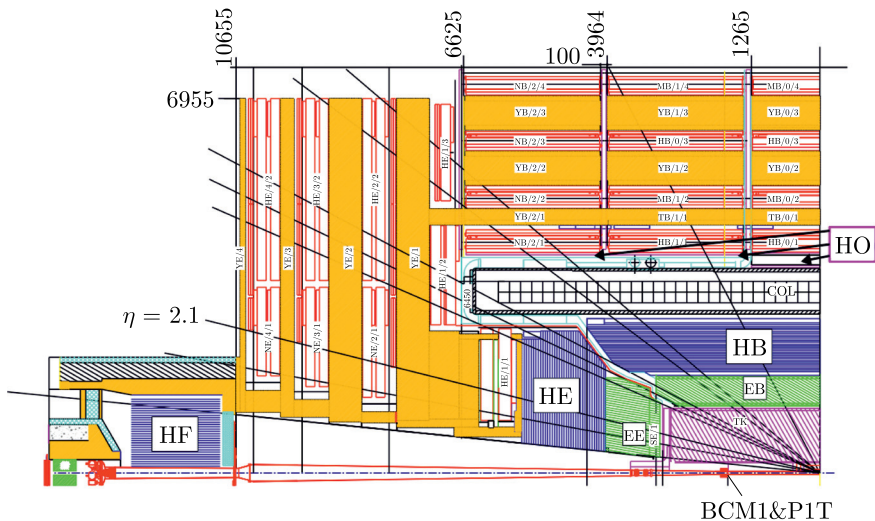 10655
6625
100
3964
1265
6955
NB/2/4
MB/1/4
MB/0/4
YB/2/3
YB/1/3
YB/0/3
NB/2/3
HB/0/3
HB/0/3
YB/2/2
YB/1/2
YB/0/2
NB/2/2
MB/1/2
MB/0/2
YB/2/1
TB/1/1
TB/0/1
NB/2/1
HB/1/1
HB/0/1
HE/1/3
HE/4/2
HE/3/2
HE/2/2
HE/1/2
YE/4
YE/3
YE/2
YE/1
NE/4/1
NE/3/1
NE/2/1
HE/1/1
6450
COL
HO
η = 2.1
HB
EB
HE
HF
EE
SE/1
TK
BCM1&P1T